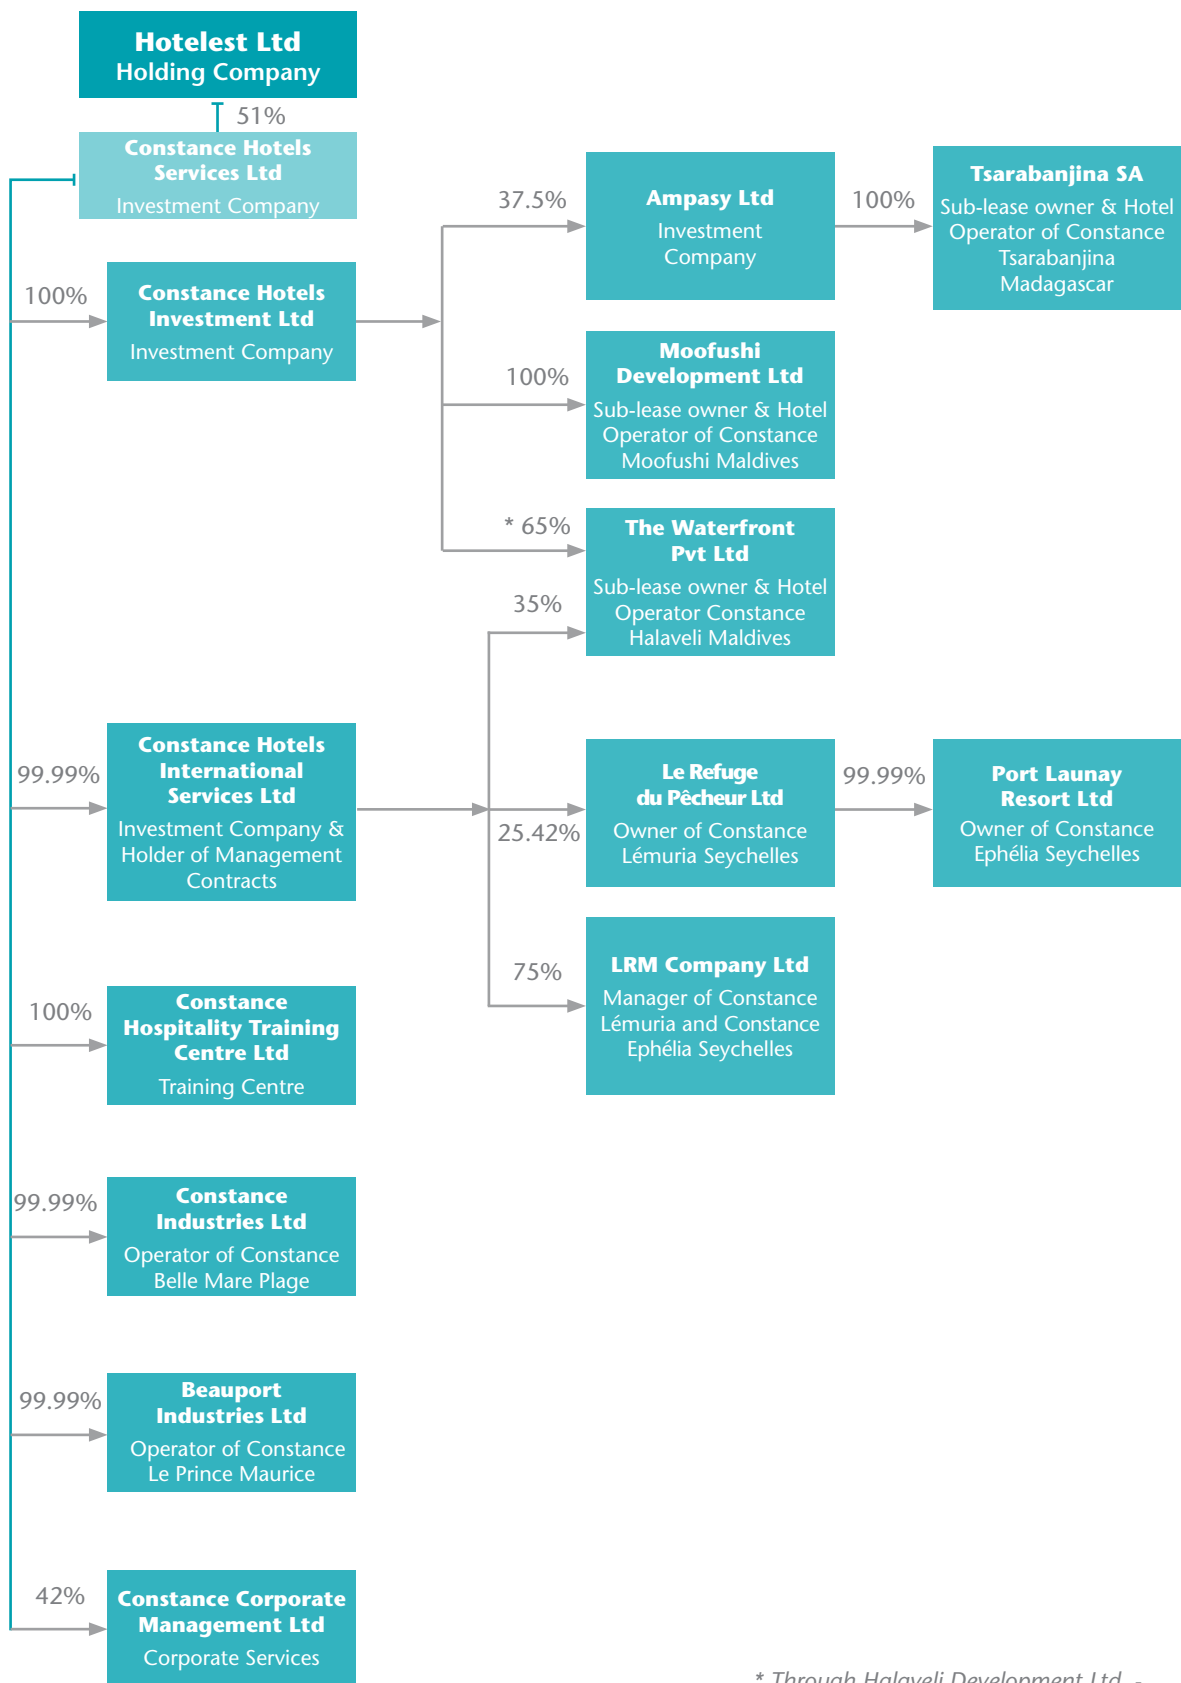 Hotelest Ltd
Holding Company
51%
Constance Hotels
Services Ltd
Investment Company
100%
Constance Hotels
Investment Ltd
Investment Company
37.5%
Ampasy Ltd
Investment
Company
100%
Tsarabanjina SA
Sub-lease owner & Hotel
Operator of Constance
Tsarabanjina
Madagascar
100%
Moofushi
Development Ltd
Sub-lease owner & Hotel
Operator of Constance
Moofushi Maldives
* 65%
The Waterfront
Pvt Ltd
Sub-lease owner & Hotel
Operator Constance
Halaveli Maldives
35%
99.99%
Constance Hotels
International
Services Ltd
Investment Company &
Holder of Management
Contracts
25.42%
Le Refuge
du Pêcheur Ltd
Owner of Constance
Lémuria Seychelles
99.99%
Port Launay
Resort Ltd
Owner of Constance
Ephélia Seychelles
75%
LRM Company Ltd
Manager of Constance
Lémuria and Constance
Ephélia Seychelles
100%
Constance
Hospitality Training
Centre Ltd
Training Centre
99.99%
Constance
Industries Ltd
Operator of Constance
Belle Mare Plage
99.99%
Beauport
Industries Ltd
Operator of Constance
Le Prince Maurice
42%
Constance Corporate
Management Ltd
Corporate Services
* Through Halaveli Development Ltd -